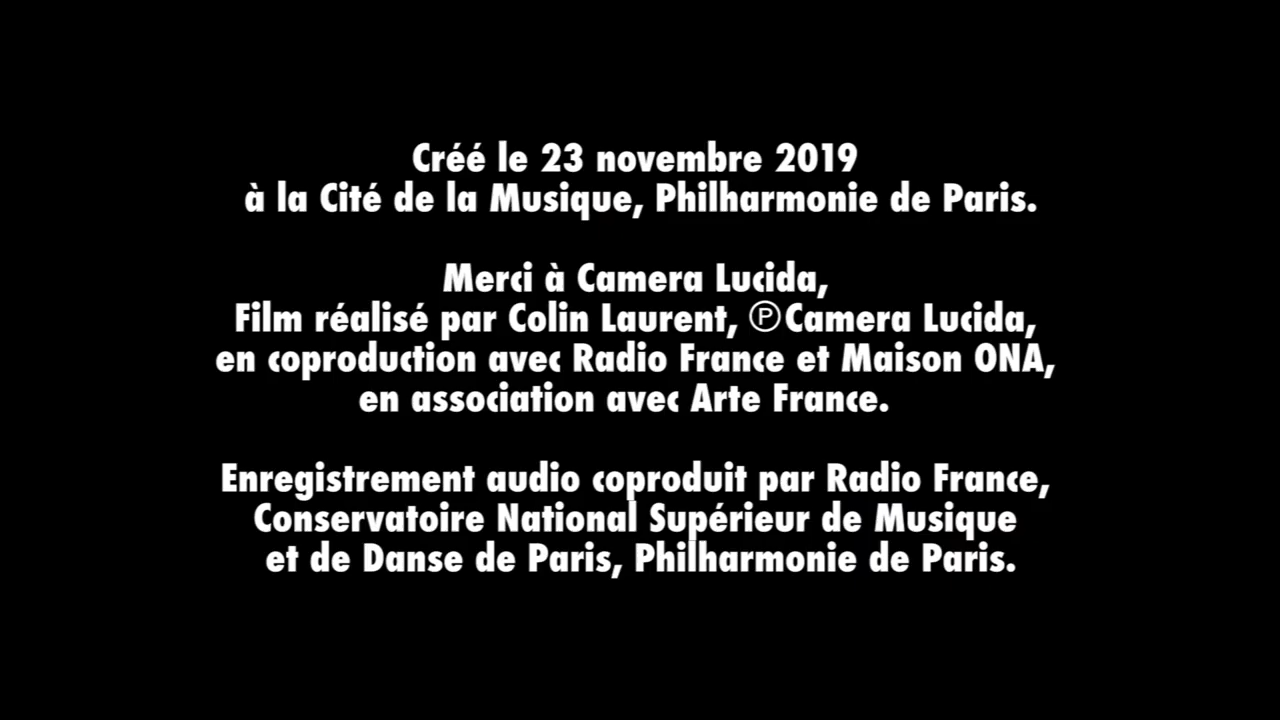 Créé le 23 novembre 2019
à la Cité de la Musique, Philharmonie de Paris.
Merci à Camera Lucida,
Film réalisé par Colin Laurent, ℗Camera Lucida,
en coproduction avec Radio France et Maison ONA,
en association avec Arte France.
Enregistrement audio coproduit par Radio France,
Conservatoire National Supérieur de Musique
et de Danse de Paris, Philharmonie de Paris.